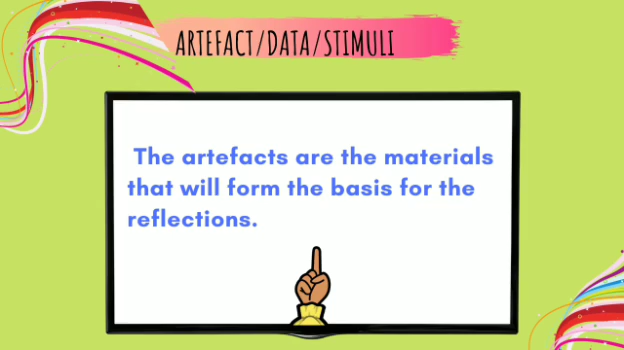 ARTEFACT/DATA/STIMULI
The artefacts are the materials
that will form the basis for the
reflections.